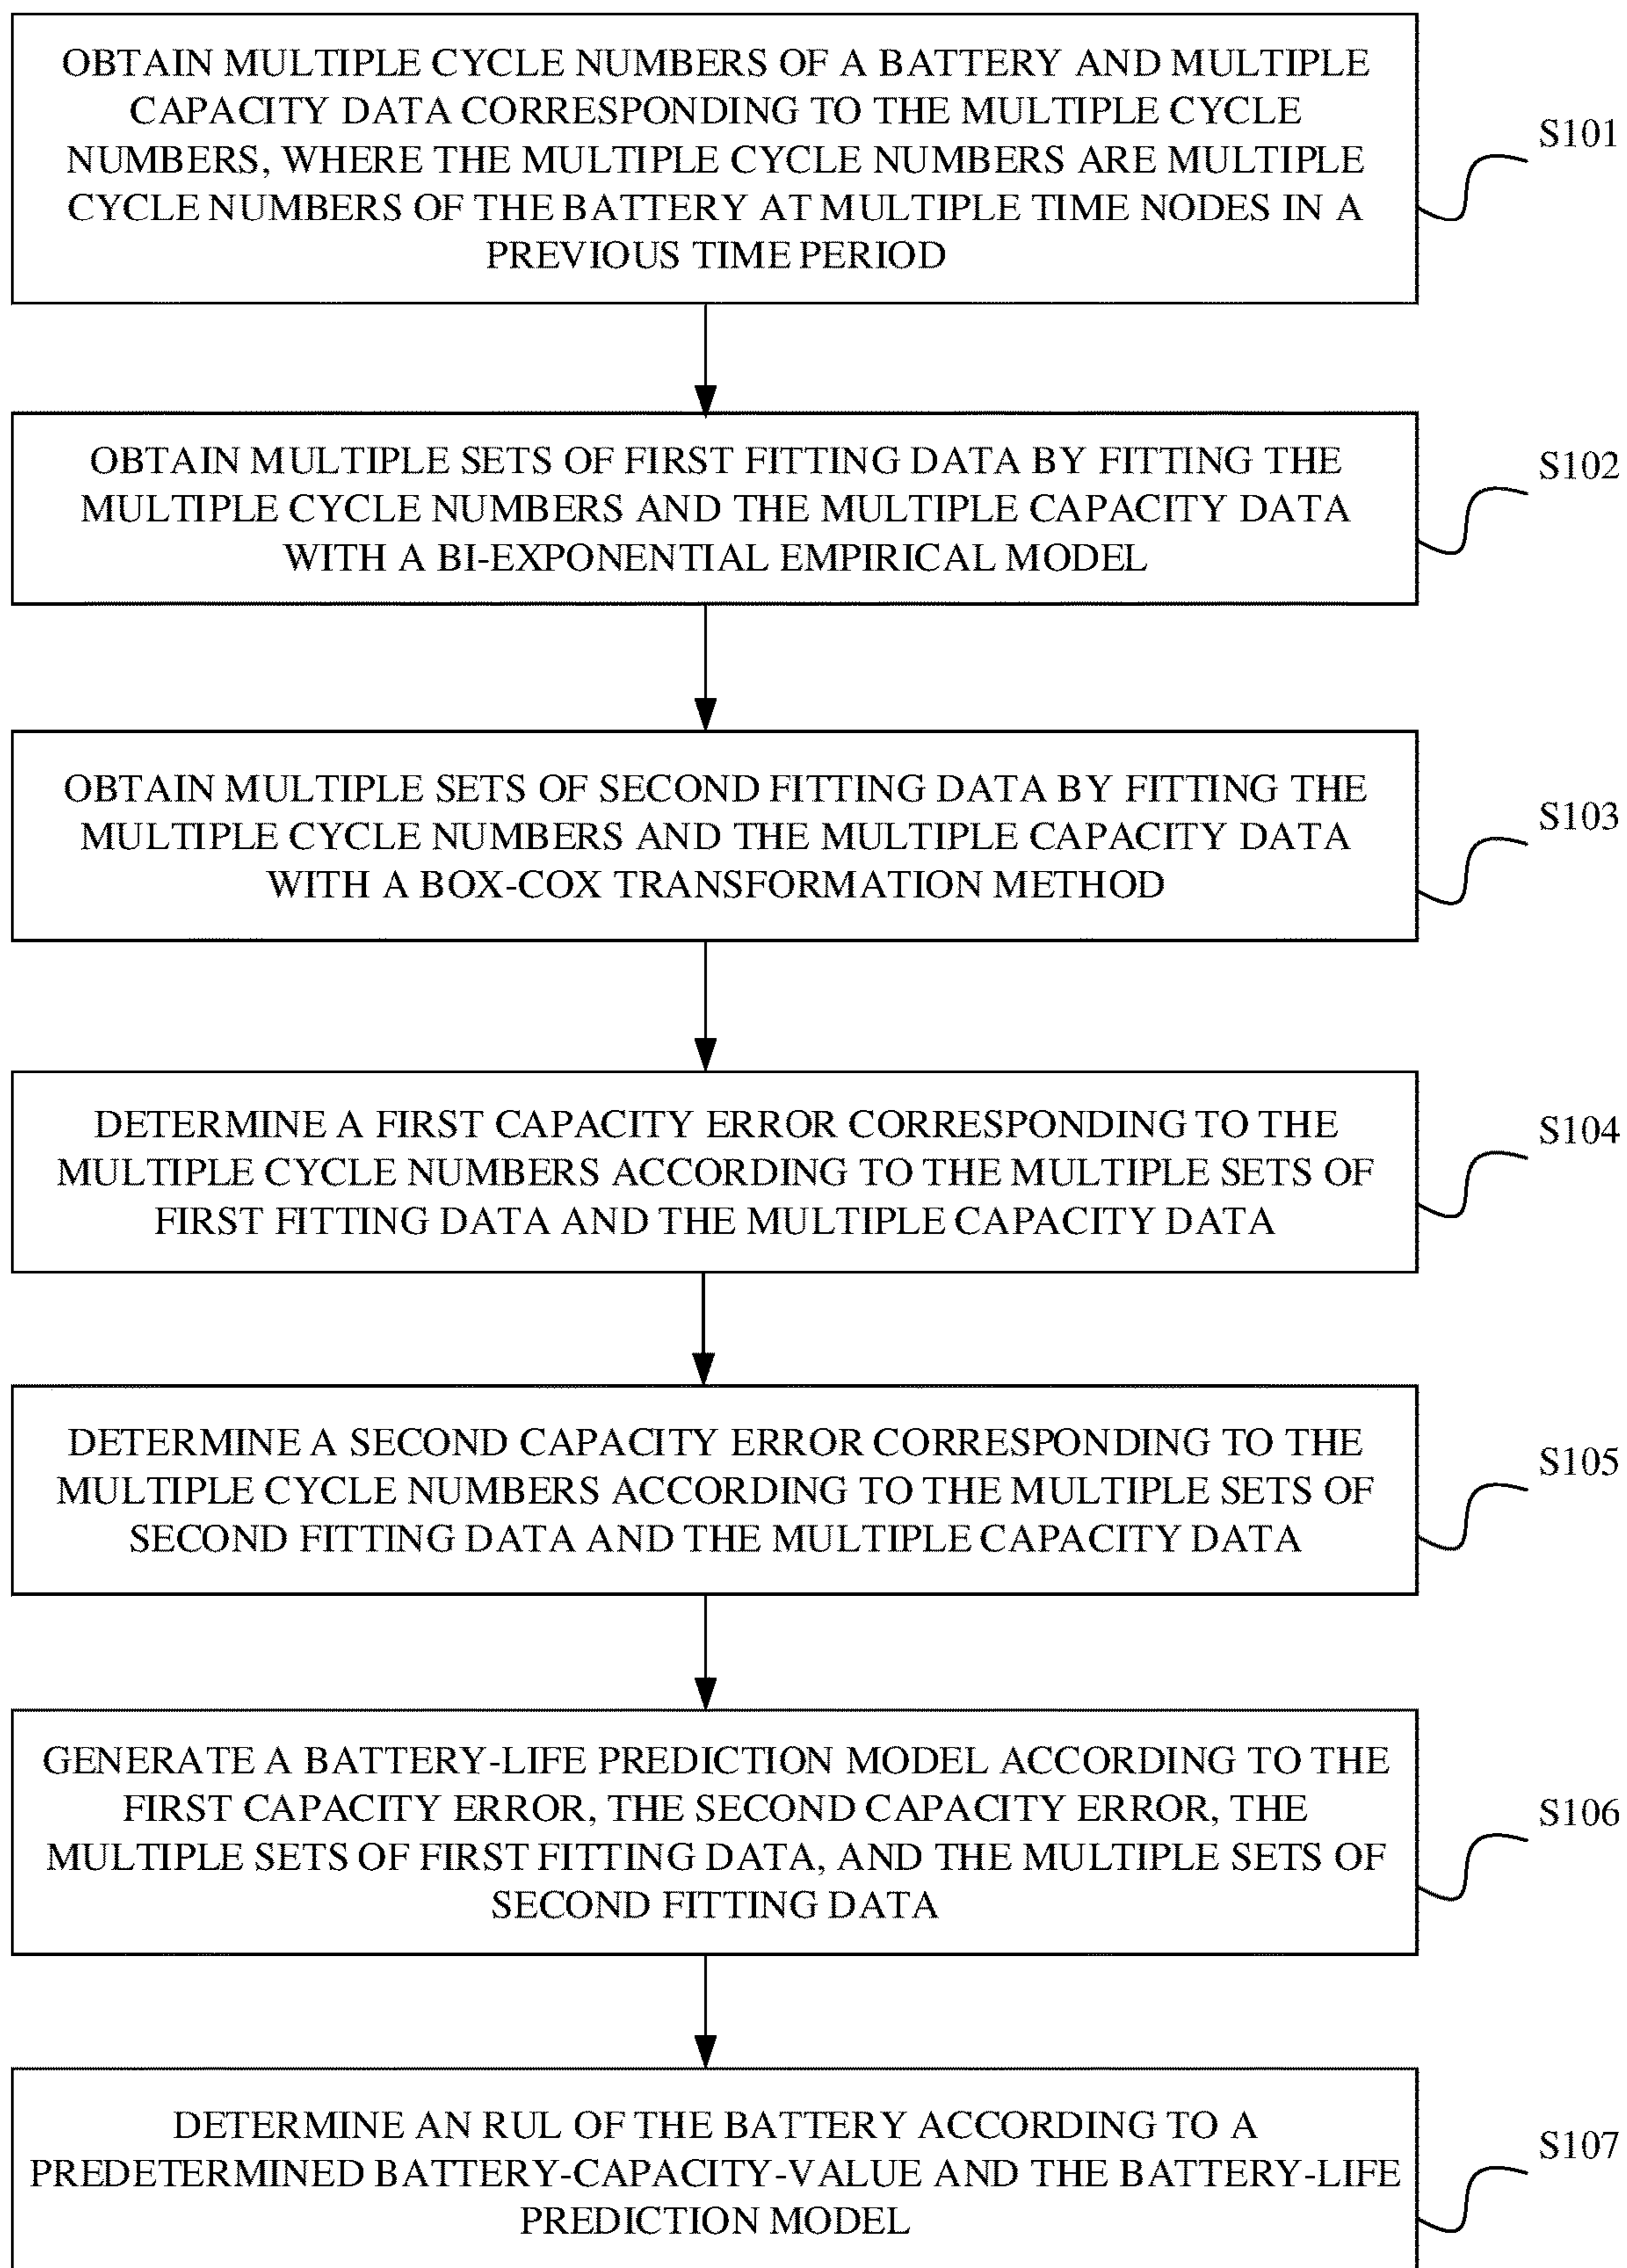 OBTAIN MULTIPLE CYCLE NUMBERS OF A BATTERY AND MULTIPLE
CAPACITY DATA CORRESPONDING TO THE MULTIPLE CYCLE
NUMBERS, WHERE THE MULTIPLE CYCLE NUMBERS ARE MULTIPLE
CYCLE NUMBERS OF THE BATTERY AT MULTIPLE TIME NODES IN A
PREVIOUS TIME PERIOD
S101
OBTAIN MULTIPLE SETS OF FIRST FITTING DATA BY FITTING THE
MULTIPLE CYCLE NUMBERS AND THE MULTIPLE CAPACITY DATA
WITH A BI-EXPONENTIAL EMPIRICAL MODEL
S102
OBTAIN MULTIPLE SETS OF SECOND FITTING DATA BY FITTING THE
MULTIPLE CYCLE NUMBERS AND THE MULTIPLE CAPACITY DATA
WITH A BOX-COX TRANSFORMATION METHOD
S103
DETERMINE A FIRST CAPACITY ERROR CORRESPONDING TO THE
MULTIPLE CYCLE NUMBERS ACCORDING TO THE MULTIPLE SETS OF
FIRST FITTING DATA AND THE MULTIPLE CAPACITY DATA
S104
DETERMINE A SECOND CAPACITY ERROR CORRESPONDING TO THE
MULTIPLE CYCLE NUMBERS ACCORDING TO THE MULTIPLE SETS OF
SECOND FITTING DATA AND THE MULTIPLE CAPACITY DATA
S105
GENERATE A BATTERY-LIFE PREDICTION MODEL ACCORDING TO THE
FIRST CAPACITY ERROR, THE SECOND CAPACITY ERROR, THE
MULTIPLE SETS OF FIRST FITTING DATA, AND THE MULTIPLE SETS OF
SECOND FITTING DATA
S106
DETERMINE AN RUL OF THE BATTERY ACCORDING TO A
PREDETERMINED BATTERY-CAPACITY-VALUE AND THE BATTERY-LIFE
PREDICTION MODEL
S107